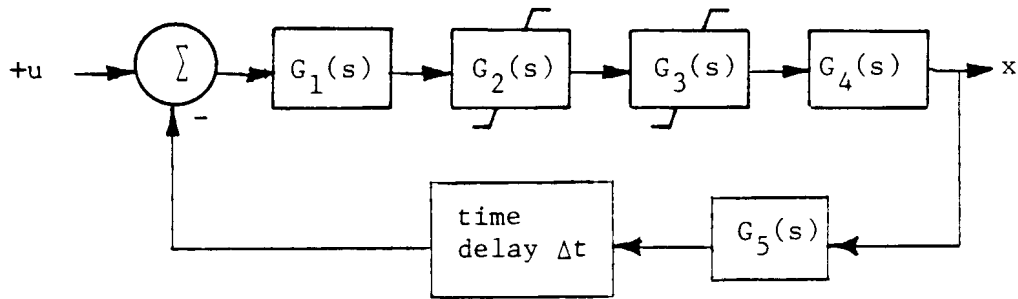 +u
Σ
G₁(s)
G₂(s)
G₃(s)
G₄(s)
x
-
time
delay Δt
G₅(s)